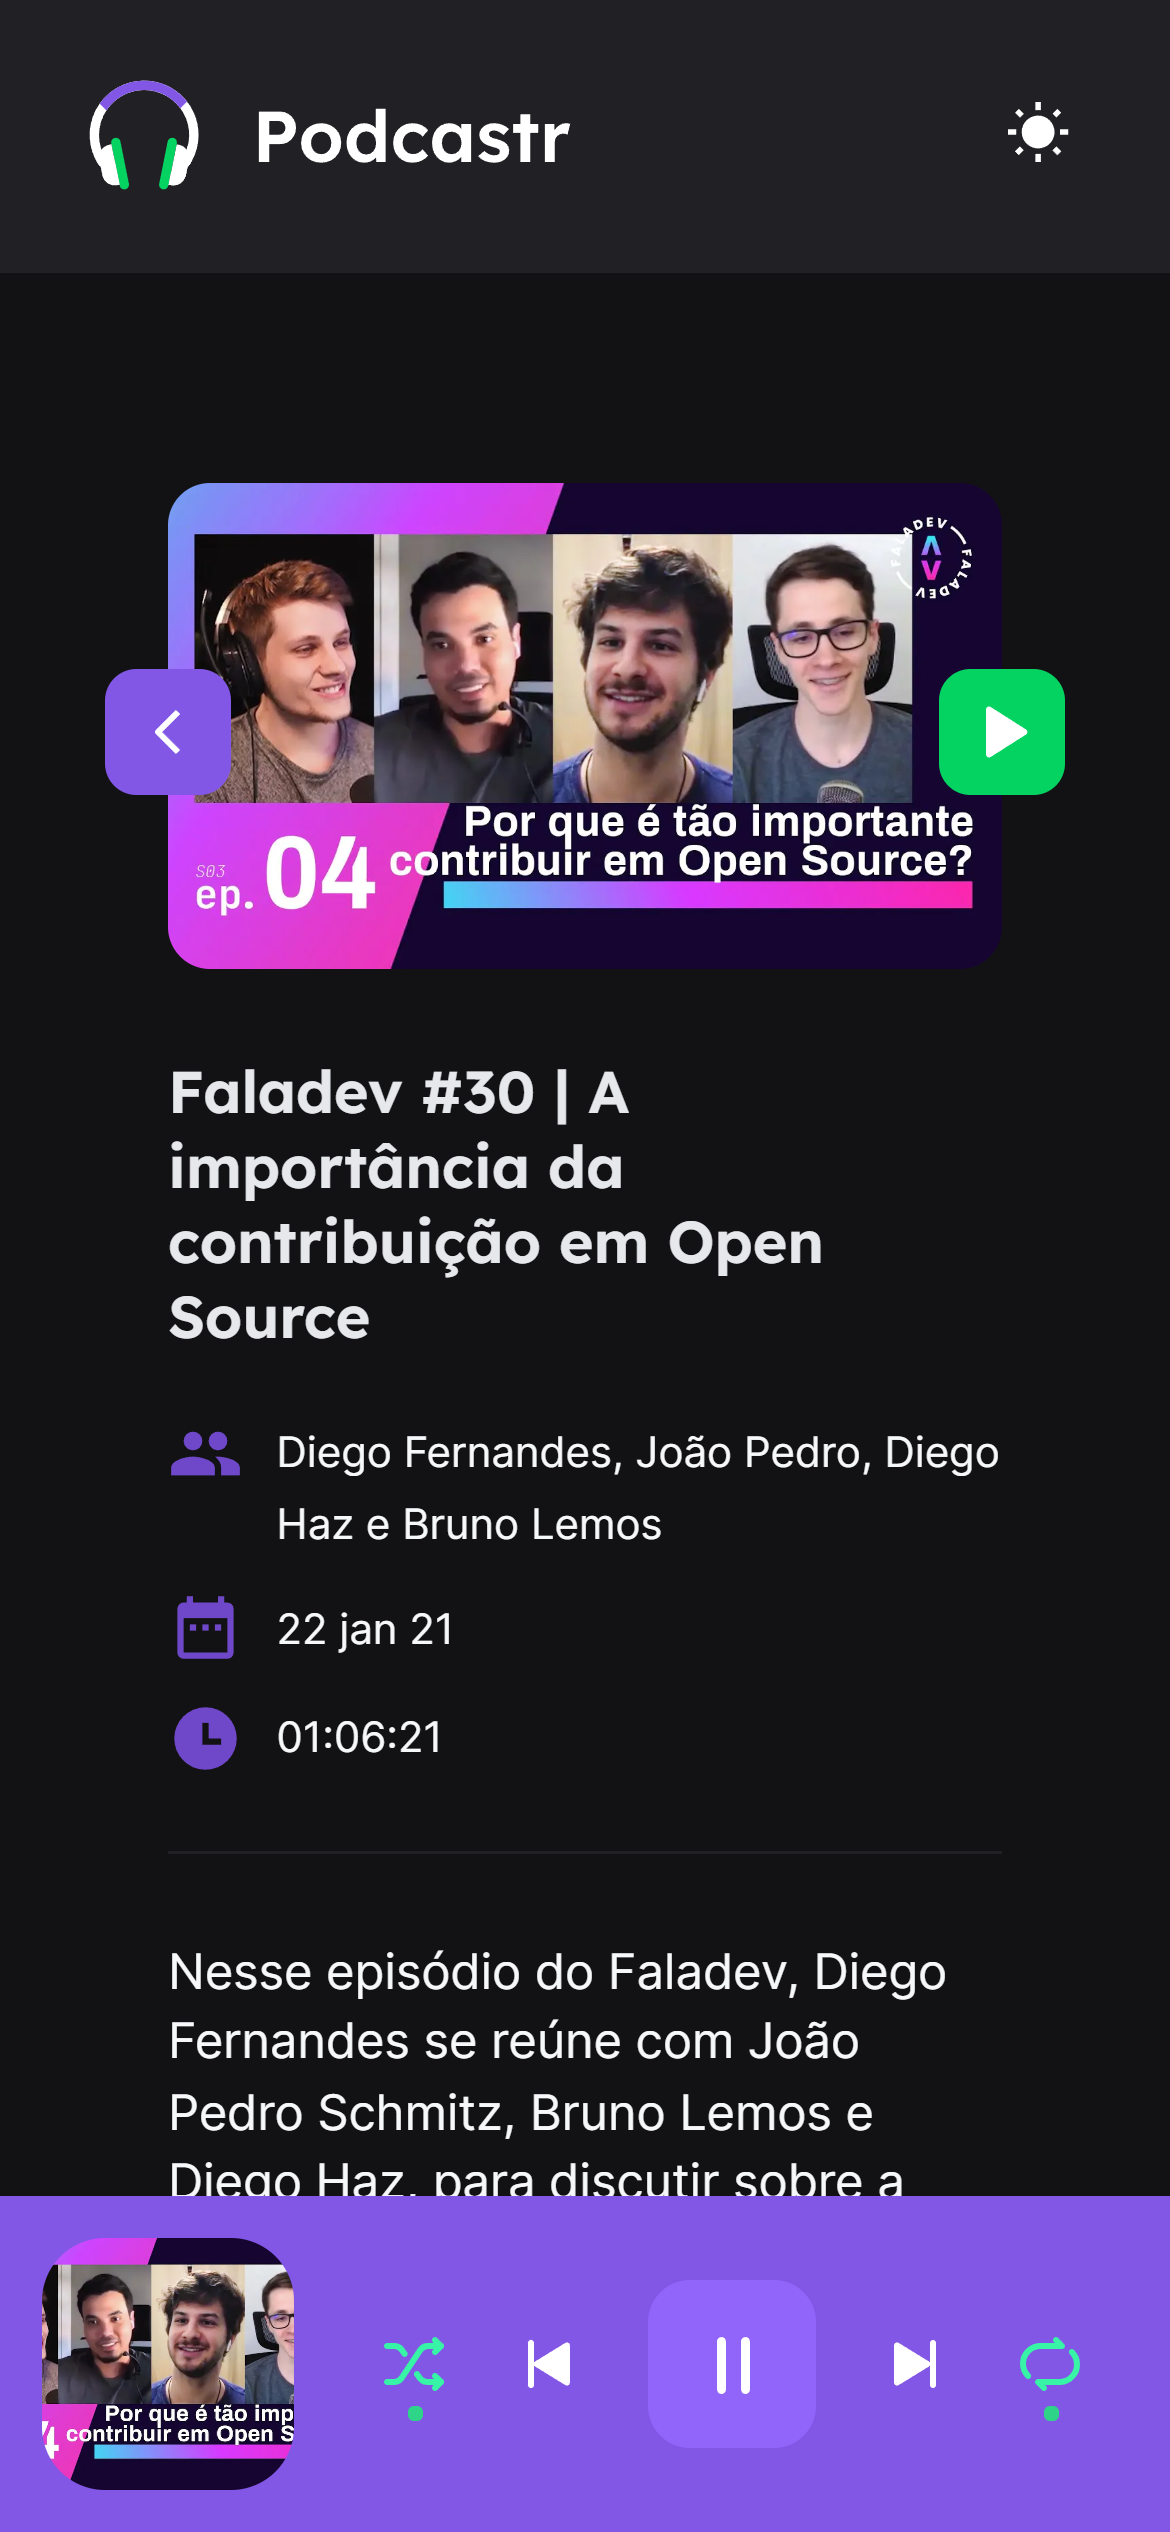 Podcastr
FALADEV
FALADEV
FALADEV
Por que é tão importante
contribuir em Open Source?
S03
ep. 04
Faladev #30 | A
importância da
contribuição em Open
Source
Diego Fernandes, João Pedro, Diego
Haz e Bruno Lemos
22 jan 21
01:06:21
Nesse episódio do Faladev, Diego
Fernandes se reúne com João
Pedro Schmitz, Bruno Lemos e
Diego Haz, para discutir sobre a
Por que é tão imp
contribuir em Open S
4